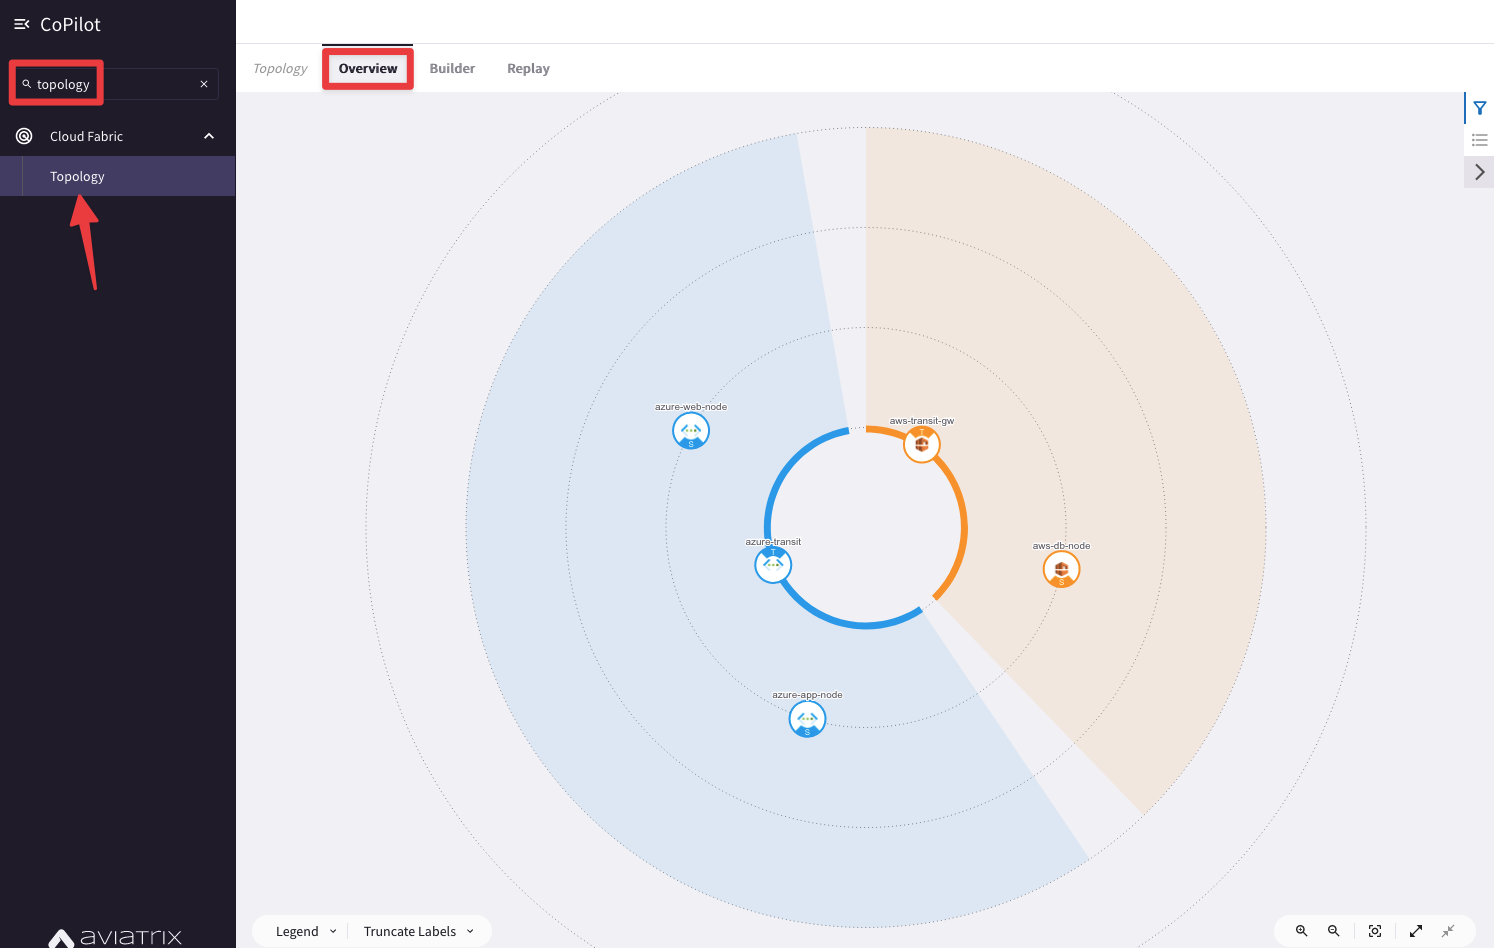 CoPilot
topology
Cloud Fabric
Topology
Topology
Overview
Builder
Replay
azure-web-node
S
aws-transit-gw
T
azure-transit
T
aws-db-node
S
azure-app-node
S
Legend
Truncate Labels
aviatrix